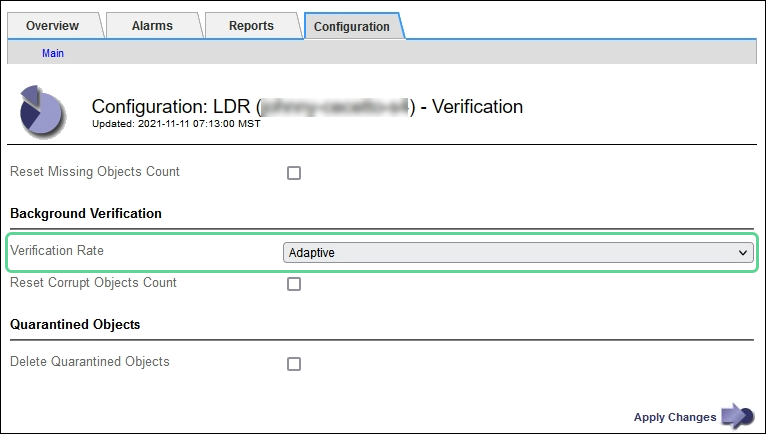 Overview Alarms Reports Configuration
Main
Configuration: LDR ( ) - Verification
Updated: 2021-11-11 07:13:00 MST
Reset Missing Objects Count
Background Verification
Verification Rate Adaptive
Reset Corrupt Objects Count
Quarantined Objects
Delete Quarantined Objects
Apply Changes